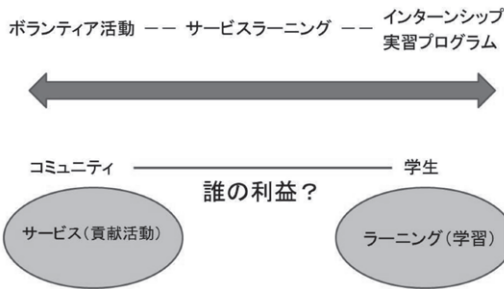 ボランティア活動 −− サービスラーニング −− インターンシップ
実習プログラム
コミュニティ 学生
誰の利益？
サービス（貢献活動）
ラーニング（学習）